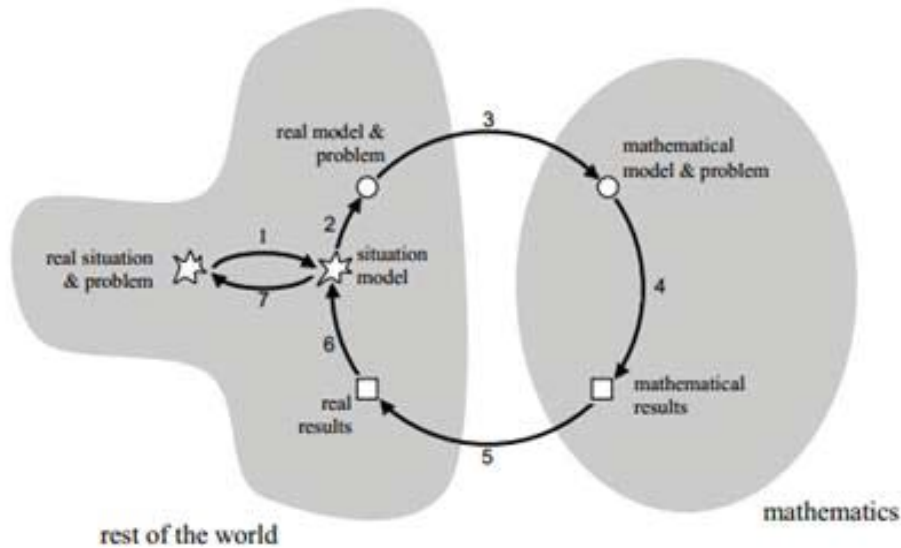 3
real model &
problem
mathematical
model & problem
2
1
real situation
& problem
situation
model
7
4
6
real
results
mathematical
results
5
rest of the world
mathematics